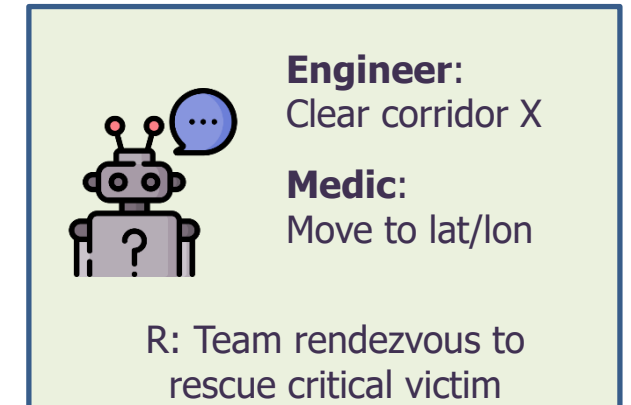 Engineer:
Clear corridor X
Medic:
Move to lat/lon
?
R: Team rendezvous to
rescue critical victim